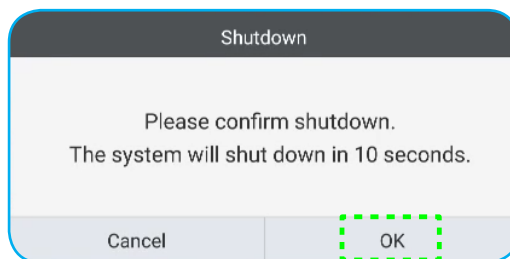 Shutdown
Please confirm shutdown.
The system will shut down in 10 seconds.
Cancel
OK